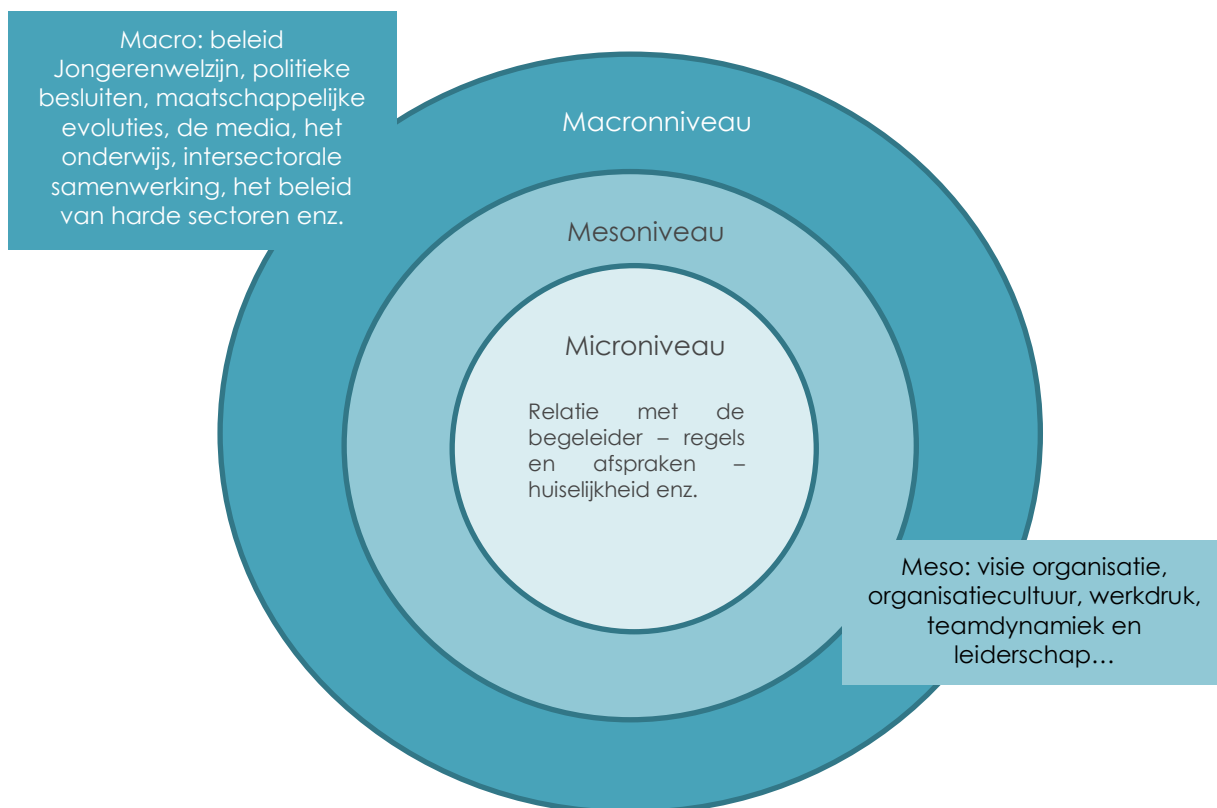 Macro: beleid
Jongerenwelzijn, politieke
besluiten, maatschappelijke
evoluties, de media, het
onderwijs, intersectorale
samenwerking, het beleid
van harde sectoren enz.
Macronniveau
Mesoniveau
Microniveau
Relatie met de
begeleider – regels
en afspraken –
huiselijkheid enz.
Meso: visie organisatie,
organisatiecultuur, werkdruk,
teamdynamiek en
leiderschap…